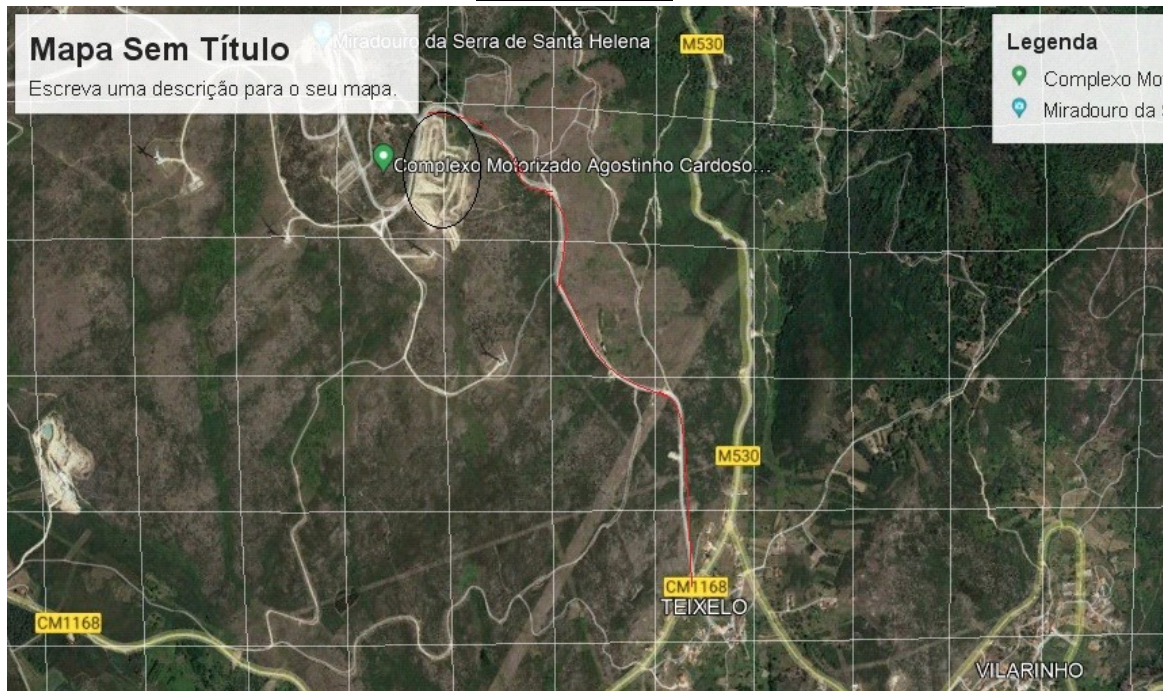 Mapa Sem Título
Escreva uma descrição para o seu mapa.
Miradouro da Serra de Santa Helena
M530
Legenda
Complexo Mo
Miradouro da
Complexo Motorizado Agostinho Cardoso...
M530
CM1168
TEIXELO
CM1168
VILARINHO